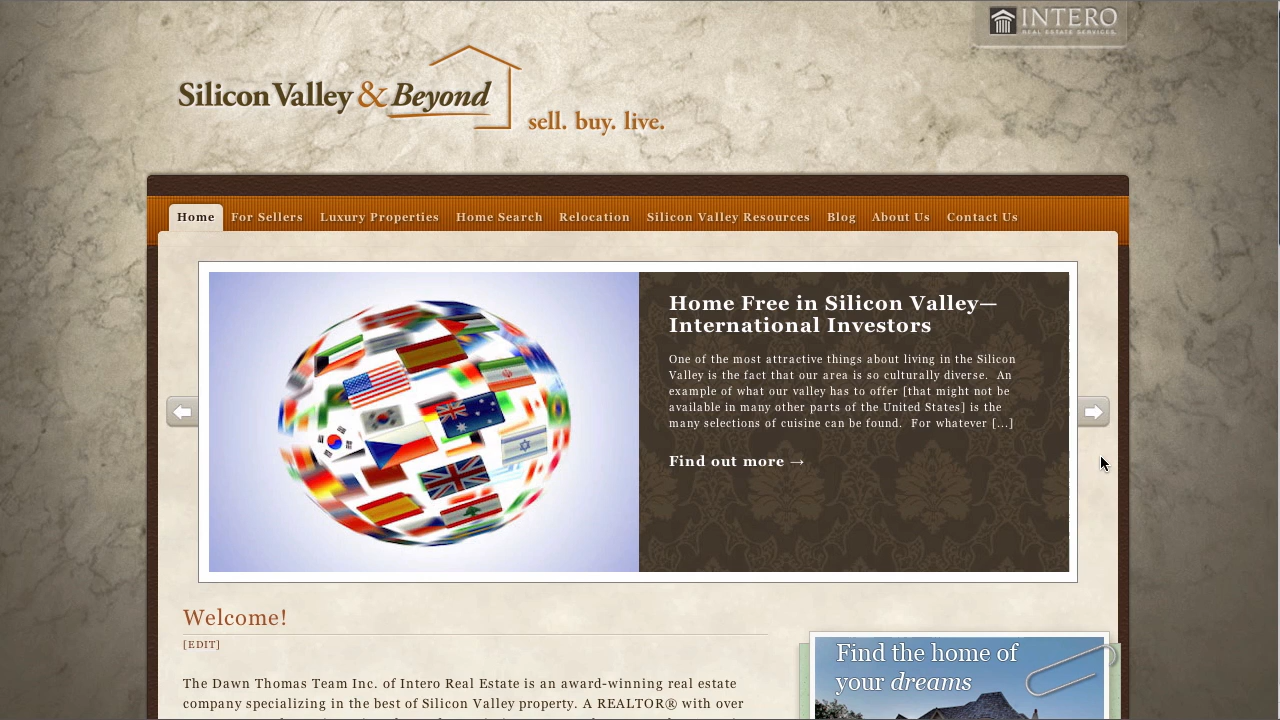 INTERO
REAL ESTATE SERVICES
Silicon Valley & Beyond
sell. buy. live.
Home For Sellers Luxury Properties Home Search Relocation Silicon Valley Resources Blog About Us Contact Us
Home Free in Silicon Valley—
International Investors
One of the most attractive things about living in the Silicon
Valley is the fact that our area is so culturally diverse. An
example of what our valley has to offer [that might not be
available in many other parts of the United States] is the
many selections of cuisine can be found. For whatever [...]
Find out more →
Welcome!
[EDIT]
The Dawn Thomas Team Inc. of Intero Real Estate is an award-winning real estate
company specializing in the best of Silicon Valley property. A REALTOR® with over
Find the home of
your dreams